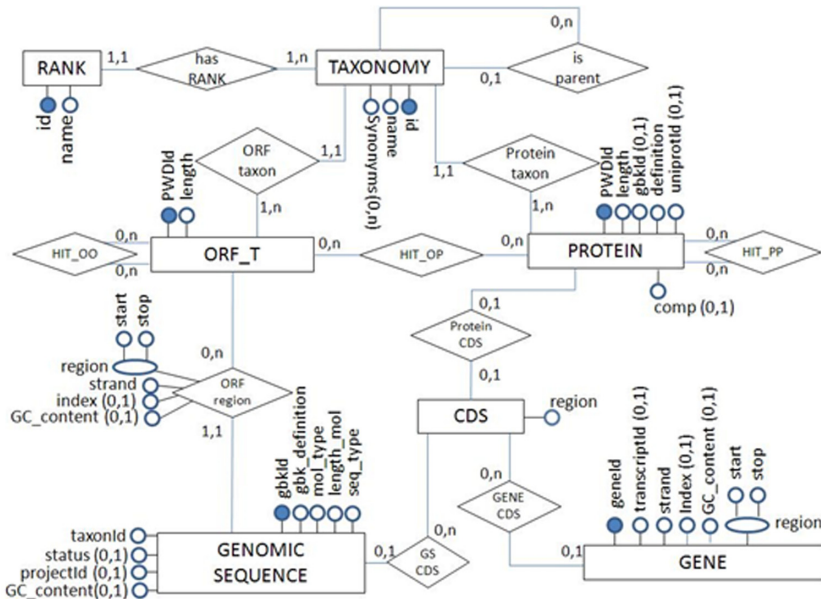 0,n
has
RANK
1,1
1,n
RANK
TAXONOMY
0,1
is
parent
id
name
Synonyms(0,n)
name
id
ORF
taxon
1,1
1,n
1,1
Protein
taxon
1,n
PWDId
length
PWDId
length
gbkId (0,1)
definition
uniprotId (0,1)
HIT_OO
0,n
0,n
ORF_T
0,n
HIT_OP
0,n
PROTEIN
0,n
0,n
HIT_PP
comp (0,1)
0,1
Protein
CDS
0,1
start
stop
region
strand
index (0,1)
GC_content (0,1)
0,n
ORF
region
1,1
CDS
region
gbkId
gbk_definition
mol_type
length_mol
seq_type
0,n
GENE
CDS
0,1
geneId
transcriptId (0,1)
strand
Index (0,1)
GC_content (0,1)
start
stop
region
taxonId
status (0,1)
projectId (0,1)
GC_content(0,1)
GENOMIC
SEQUENCE
0,1
0,n
GS
CDS
GENE